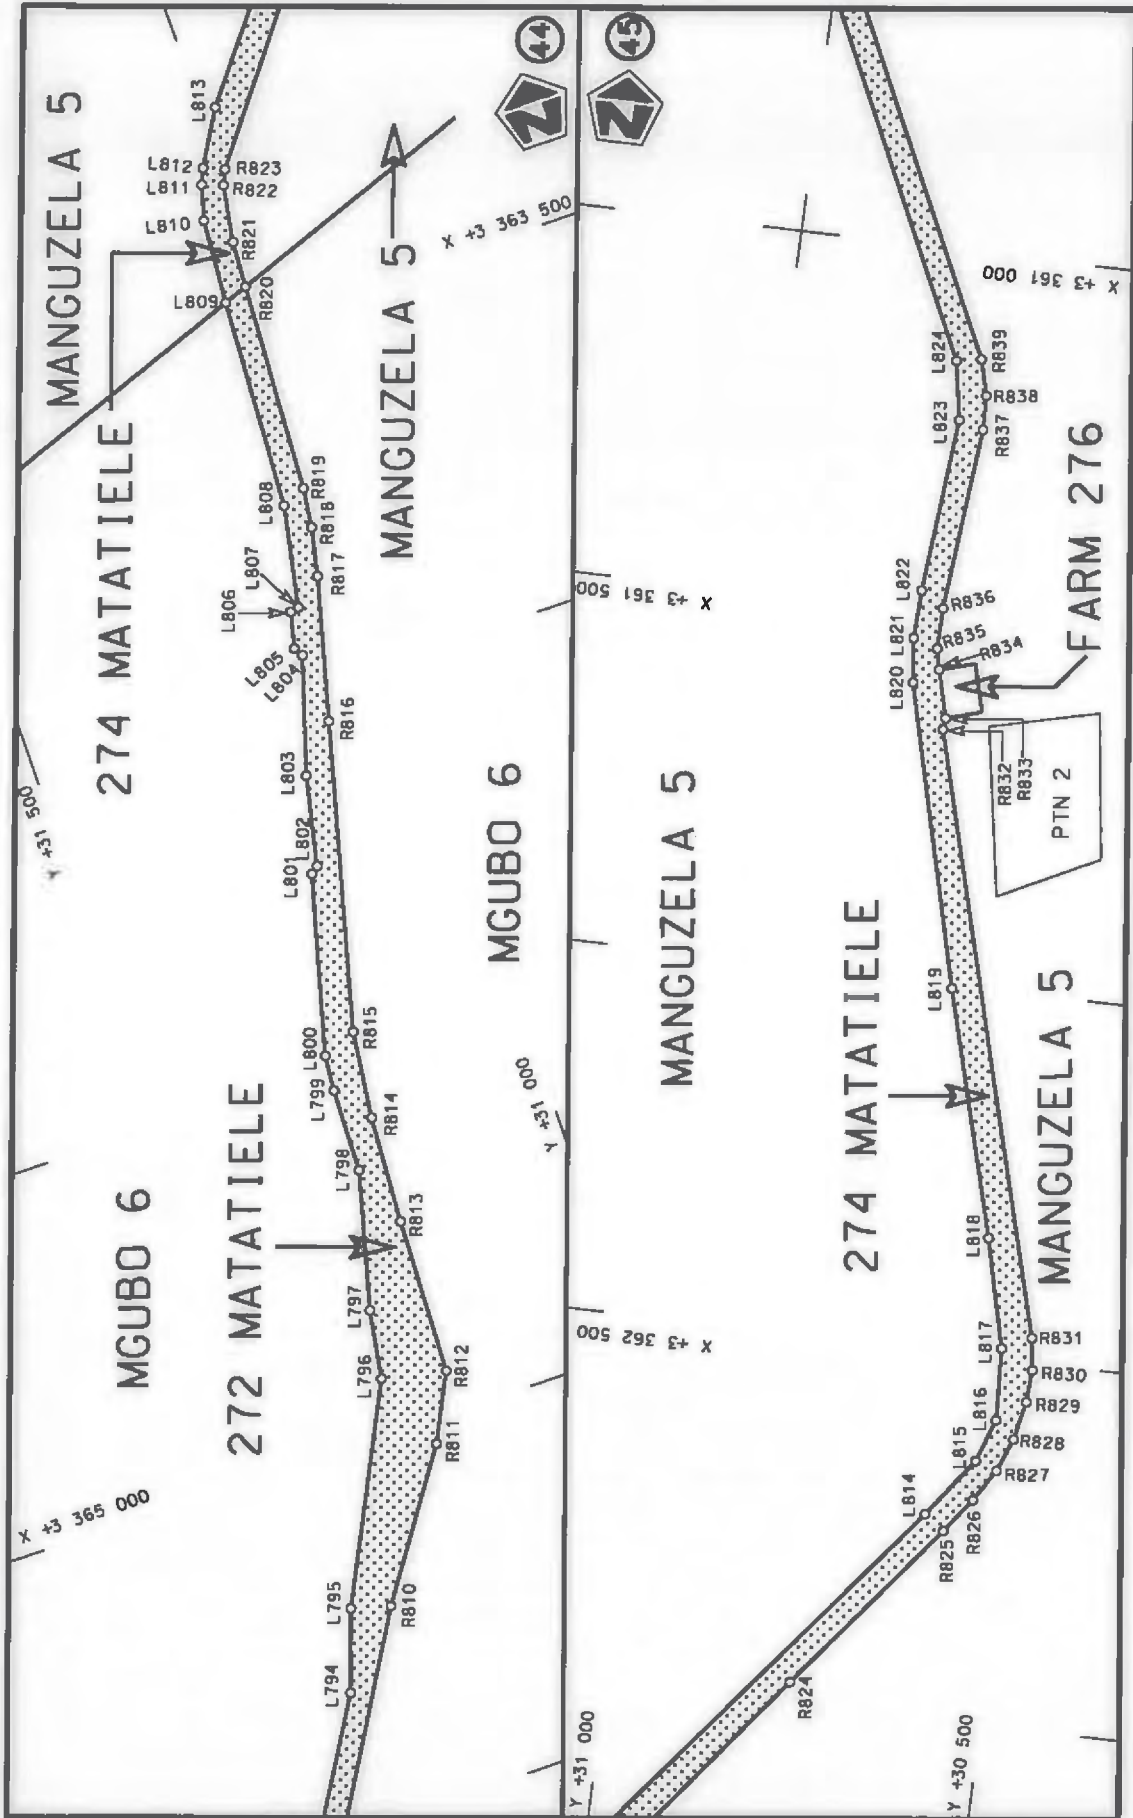 MGUBO 6
272 MATATIELE
274 MATATIELE
MANGUZELA 5
MGUBO 6
MANGUZELA 5
X +3 365 000
Y +31 500
Y +31 000
X +3 363 500
L794
L795
L796
L797
L798
L799
L800
L801
L802
L803
L804
L805
L806
L807
L808
L809
L810
L811
L812
L813
R810
R811
R812
R813
R814
R815
R816
R817
R818
R819
R820
R821
R822
R823
N
44
N
45
MANGUZELA 5
274 MATATIELE
MANGUZELA 5
FARM 276
PTN 2
Y +31 000
Y +30 500
X +3 362 500
X +3 361 500
X +3 361 000
L814
L815
L816
L817
L818
L819
L820
L821
L822
L823
L824
R824
R825
R826
R827
R828
R829
R830
R831
R832
R833
R834
R835
R836
R837
R838
R839